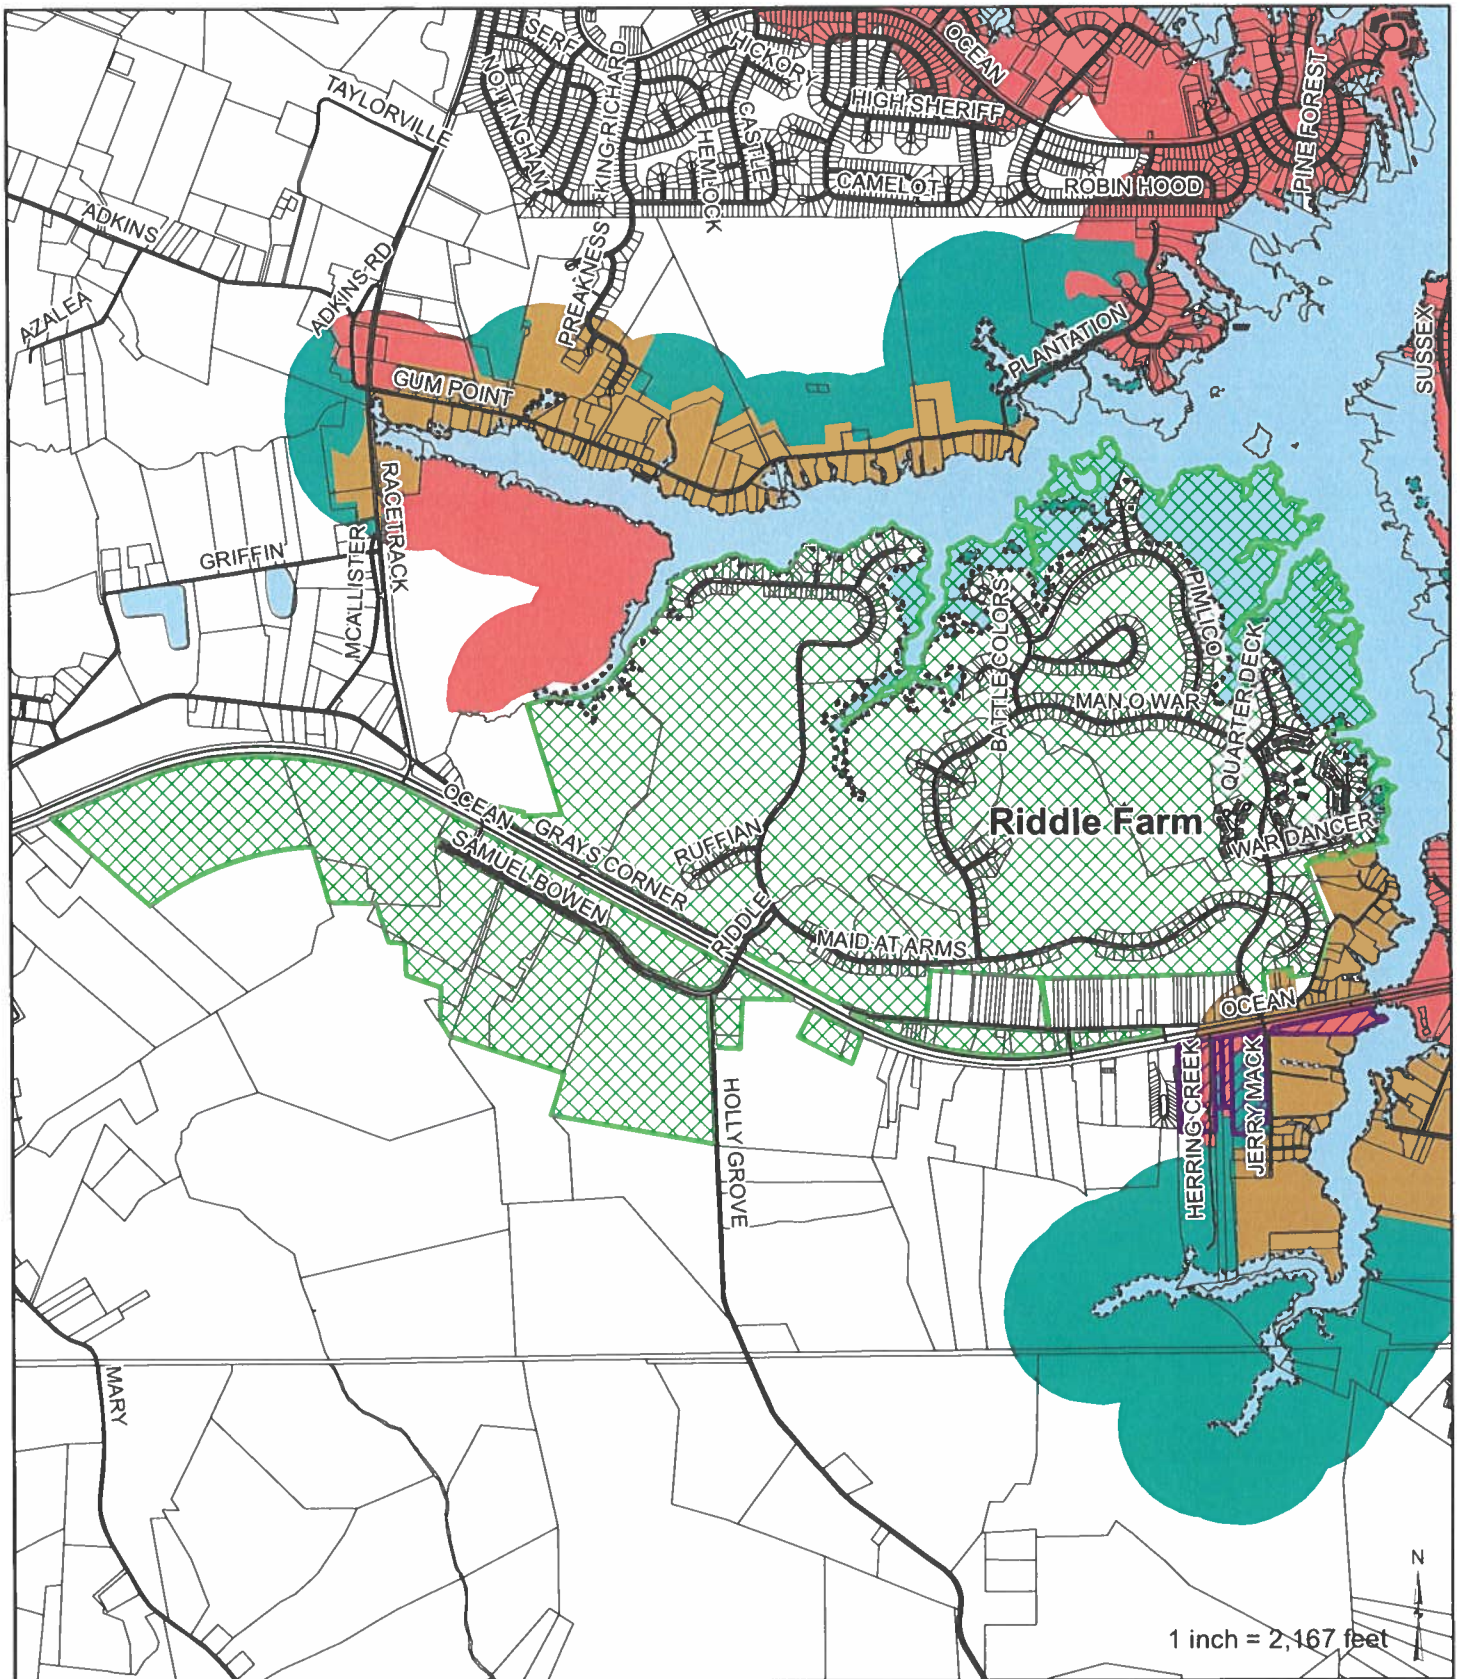 SERF
HICKORY
OCEAN
NOTTINGHAM
KING RICHARD
PINE FOREST
TAYLORVILLE
HIGH SHERIFF
CASTLE
HEMLOCK
CAMELOT
ROBIN HOOD
ADKINS
PREAKNESS
ADKINS RD
AZALEA
PLANTATION
SUSSEX
GUM POINT
RACETRACK
GRIFFIN
MCALLISTER
BATTLE COLORS
PIMLICO
QUARTER DECK
MAN O WAR
OCEAN
GRAYS CORNER
SAMUEL BOWEN
RUFFIAN
Riddle Farm
WAR DANCER
RIDDLE
MAID AT ARMS
OCEAN
HERRING CREEK
JERRY MACK
HOLLY GROVE
MARY
N
1 inch = 2,167 feet